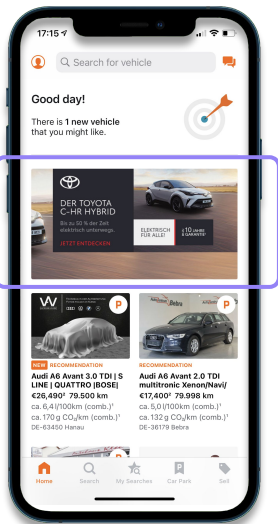 17:15
Search for vehicle
Good day!
There is 1 new vehicle
that you might like.
DER TOYOTA
C-HR HYBRID
Bis zu 50 % der Zeit
elektrisch unterwegs.
JETZT ENTDECKEN
ELEKTRISCH
FÜR ALLE!
10 JAHRE
GARANTIE
P
NEW RECOMMENDATION
Audi A6 Avant 3.0 TDI | S
LINE | QUATTRO |BOSE|
€26,490² 79.500 km
ca. 6,4 l/100km (comb.)¹
ca. 170 g CO₂/km (comb.)¹
DE-63450 Hanau
Bebra
P
RECOMMENDATION
Audi A6 Avant 2.0 TDI
multitronic Xenon/Navi/
€17,400² 79.998 km
ca. 5,0 l/100km (comb.)¹
ca. 132 g CO₂/km (comb.)¹
DE-36179 Bebra
P
Home
Search
My Searches
Car Park
Sell